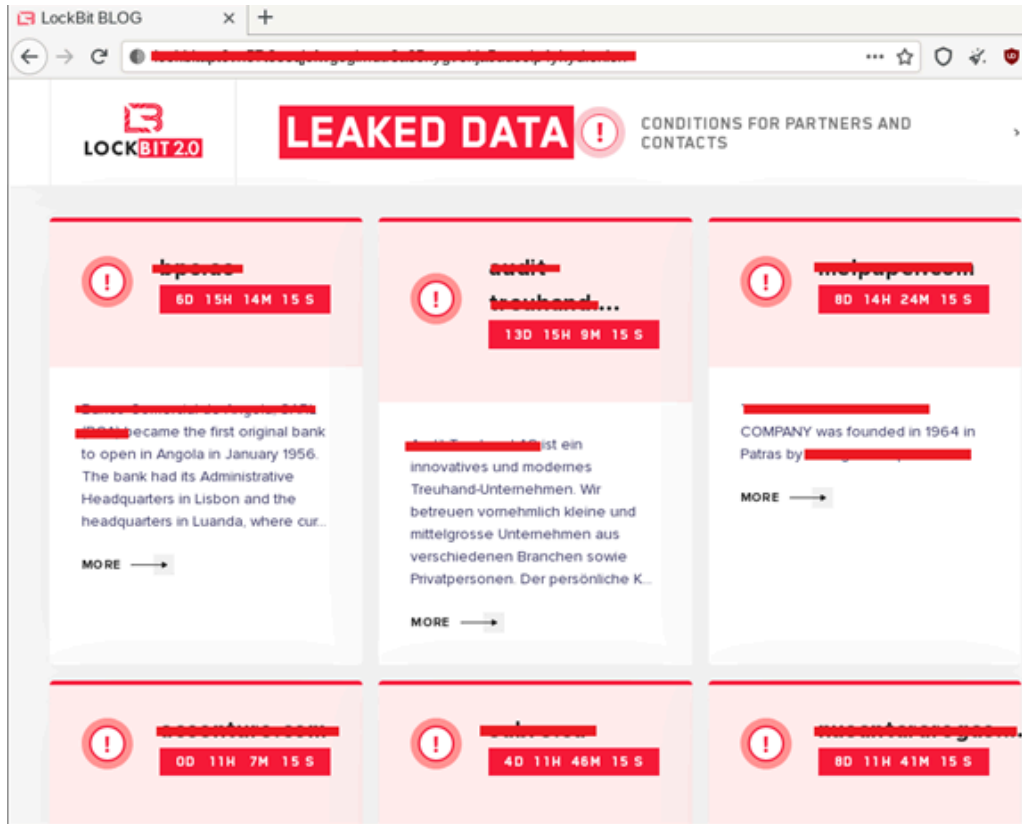 LockBit BLOG
LOCKBIT 2.0
LEAKED DATA
CONDITIONS FOR PARTNERS AND
CONTACTS
6D 15H 14M 15 S
became the first original bank
to open in Angola in January 1956.
The bank had its Administrative
Headquarters in Lisbon and the
headquarters in Luanda, where cur...
MORE
13D 15H 9M 15 S
ist ein
innovatives und modernes
Treuhand-Unternehmen. Wir
betreuen vornehmlich kleine und
mittelgrosse Unternehmen aus
verschiedenen Branchen sowie
Privatpersonen. Der persönliche K...
MORE
8D 14H 24M 15 S
COMPANY was founded in 1964 in
Patras by
MORE
0D 11H 7M 15 S
4D 11H 46M 15 S
8D 11H 41M 15 S